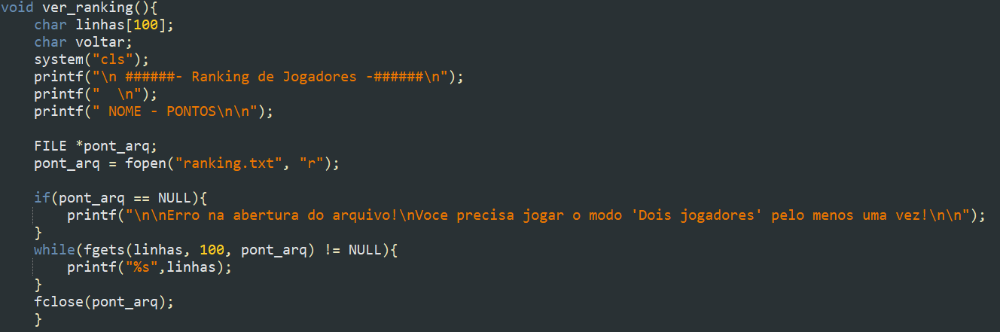 void ver_ranking(){
    char linhas[100];
    char voltar;
    system("cls");
    printf("\n ######- Ranking de Jogadores -######\n");
    printf("  \n");
    printf(" NOME - PONTOS\n\n");

    FILE *pont_arq;
    pont_arq = fopen("ranking.txt", "r");

    if(pont_arq == NULL){
        printf("\n\nErro na abertura do arquivo!\nVoce precisa jogar o modo 'Dois jogadores' pelo menos uma vez!\n\n");
    }
    while(fgets(linhas, 100, pont_arq) != NULL){
        printf("%s",linhas);
    }
    fclose(pont_arq);
    }